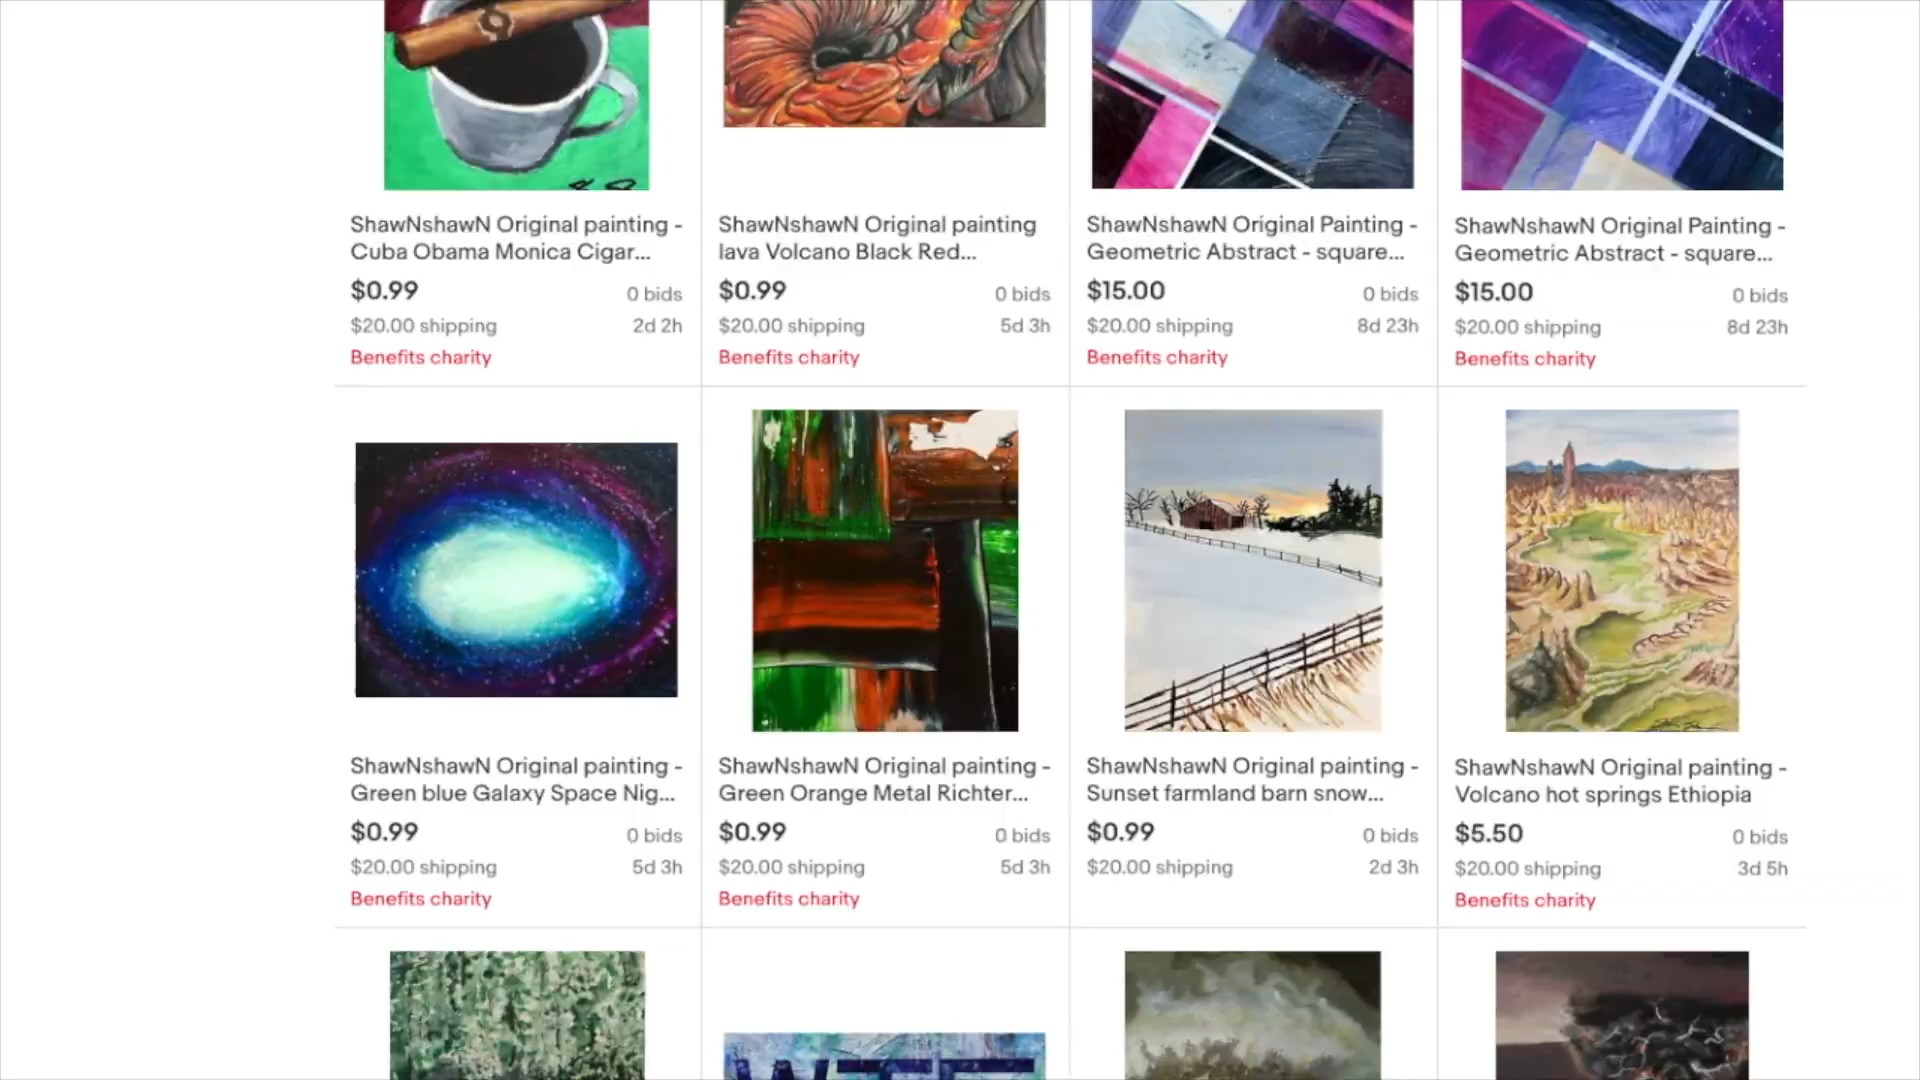 ShawNshawN Original painting -
Cuba Obama Monica Cigar...
$0.99 0 bids
$20.00 shipping 2d 2h
Benefits charity
ShawNshawN Original painting
lava Volcano Black Red...
$0.99 0 bids
$20.00 shipping 5d 3h
Benefits charity
ShawNshawN Original Painting -
Geometric Abstract - square...
$15.00 0 bids
$20.00 shipping 8d 23h
Benefits charity
ShawNshawN Original Painting -
Geometric Abstract - square...
$15.00 0 bids
$20.00 shipping 8d 23h
Benefits charity
ShawNshawN Original painting -
Green blue Galaxy Space Nig...
$0.99 0 bids
$20.00 shipping 5d 3h
Benefits charity
ShawNshawN Original painting -
Green Orange Metal Richter...
$0.99 0 bids
$20.00 shipping 5d 3h
Benefits charity
ShawNshawN Original painting -
Sunset farmland barn snow...
$0.99 0 bids
$20.00 shipping 2d 3h
ShawNshawN Original painting -
Volcano hot springs Ethiopia
$5.50 0 bids
$20.00 shipping 3d 5h
Benefits charity